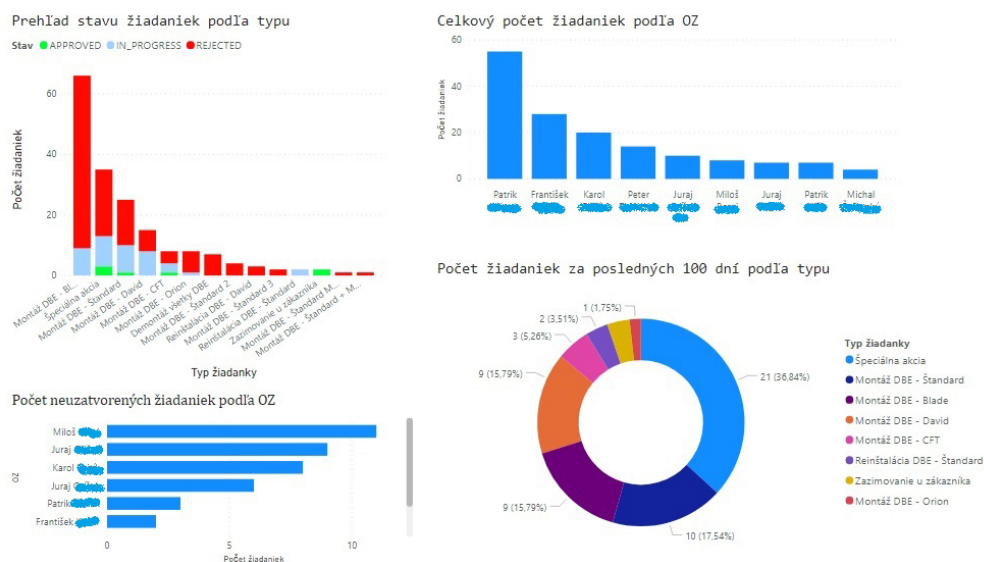 Prehľad stavu žiadaniek podľa typu
Stav APPROVED IN_PROGRESS REJECTED
Počet žiadaniek
60
40
20
0
Montáž DBE - BL...
Špeciálna akcia
Montáž DBE - Štandard
Montáž DBE - David
Montáž DBE - CFT
Montáž DBE - Orion
Demontáž všetky DBE
Montáž DBE - Štandard 2
Reinštalácia DBE - David
Montáž DBE - Štandard 3
Reinštalácia DBE - Štandard
Zazimovanie u zákazníka
Montáž DBE - Štandard M...
Montáž DBE - Štandard + M...
Typ žiadanky
Počet neuzatvorených žiadaniek podľa OZ
OZ
Miloš
Juraj
Karol
Juraj
Patrik
František
0 5 10
Počet žiadaniek
Celkový počet žiadaniek podľa OZ
Počet žiadaniek
60
40
20
0
Patrik František Karol Peter Juraj Miloš Juraj Patrik Michal
Počet žiadaniek za posledných 100 dní podľa typu
1 (1,75%)
2 (3,51%)
3 (5,26%)
9 (15,79%)
9 (15,79%)
10 (17,54%)
21 (36,84%)
Typ žiadanky
Špeciálna akcia
Montáž DBE - Štandard
Montáž DBE - Blade
Montáž DBE - David
Montáž DBE - CFT
Reinštalácia DBE - Štandard
Zazimovanie u zákazníka
Montáž DBE - Orion